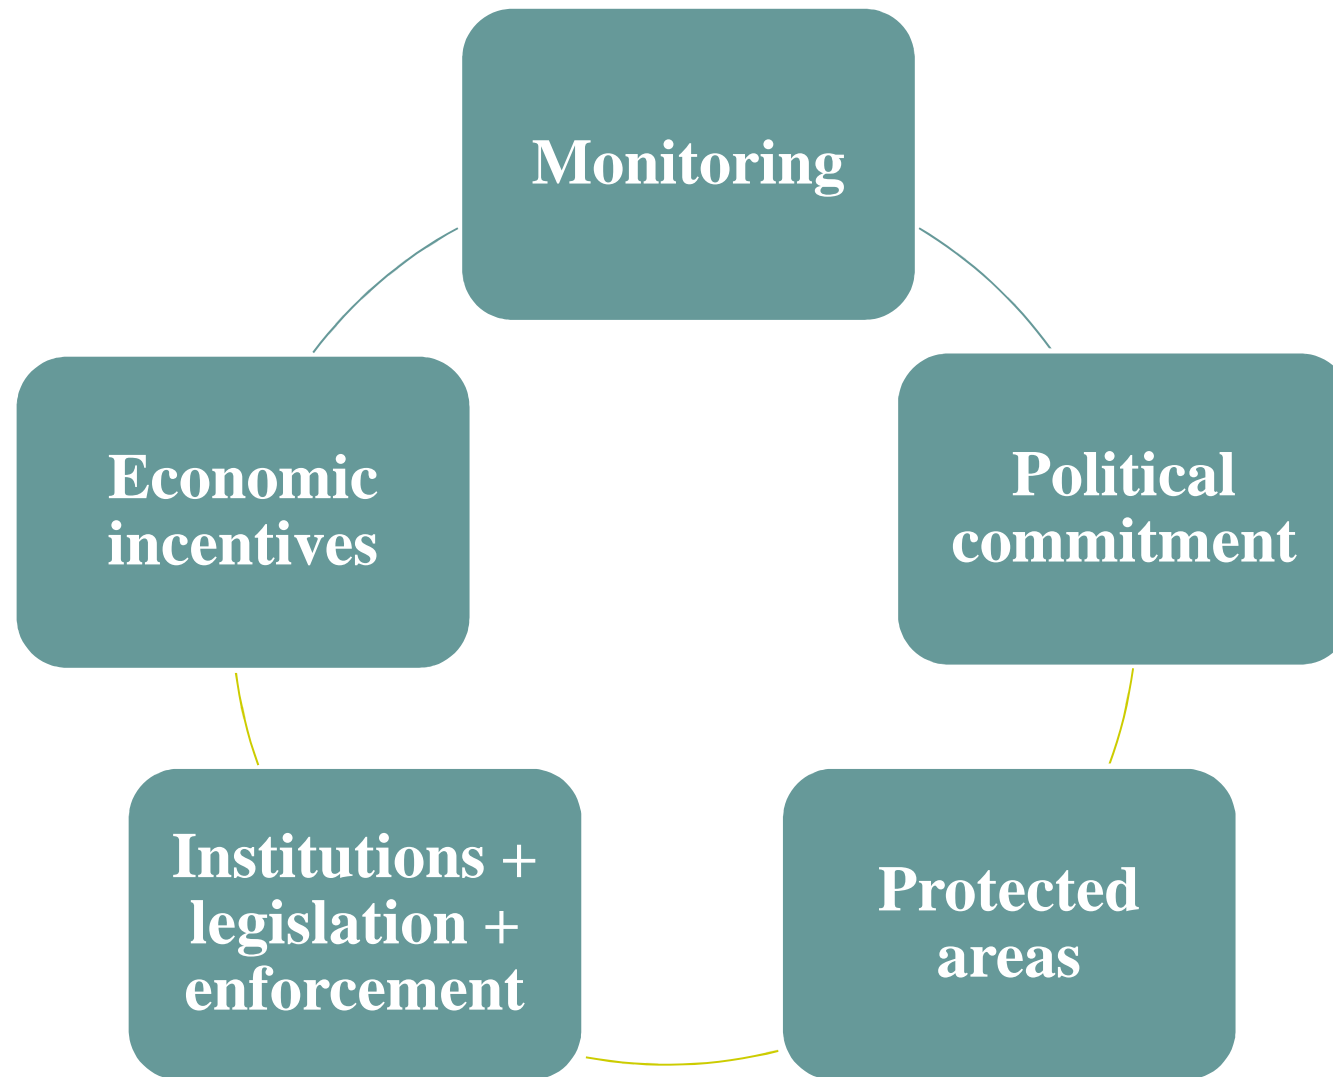 Monitoring
Economic
incentives
Political
commitment
Institutions +
legislation +
enforcement
Protected
areas